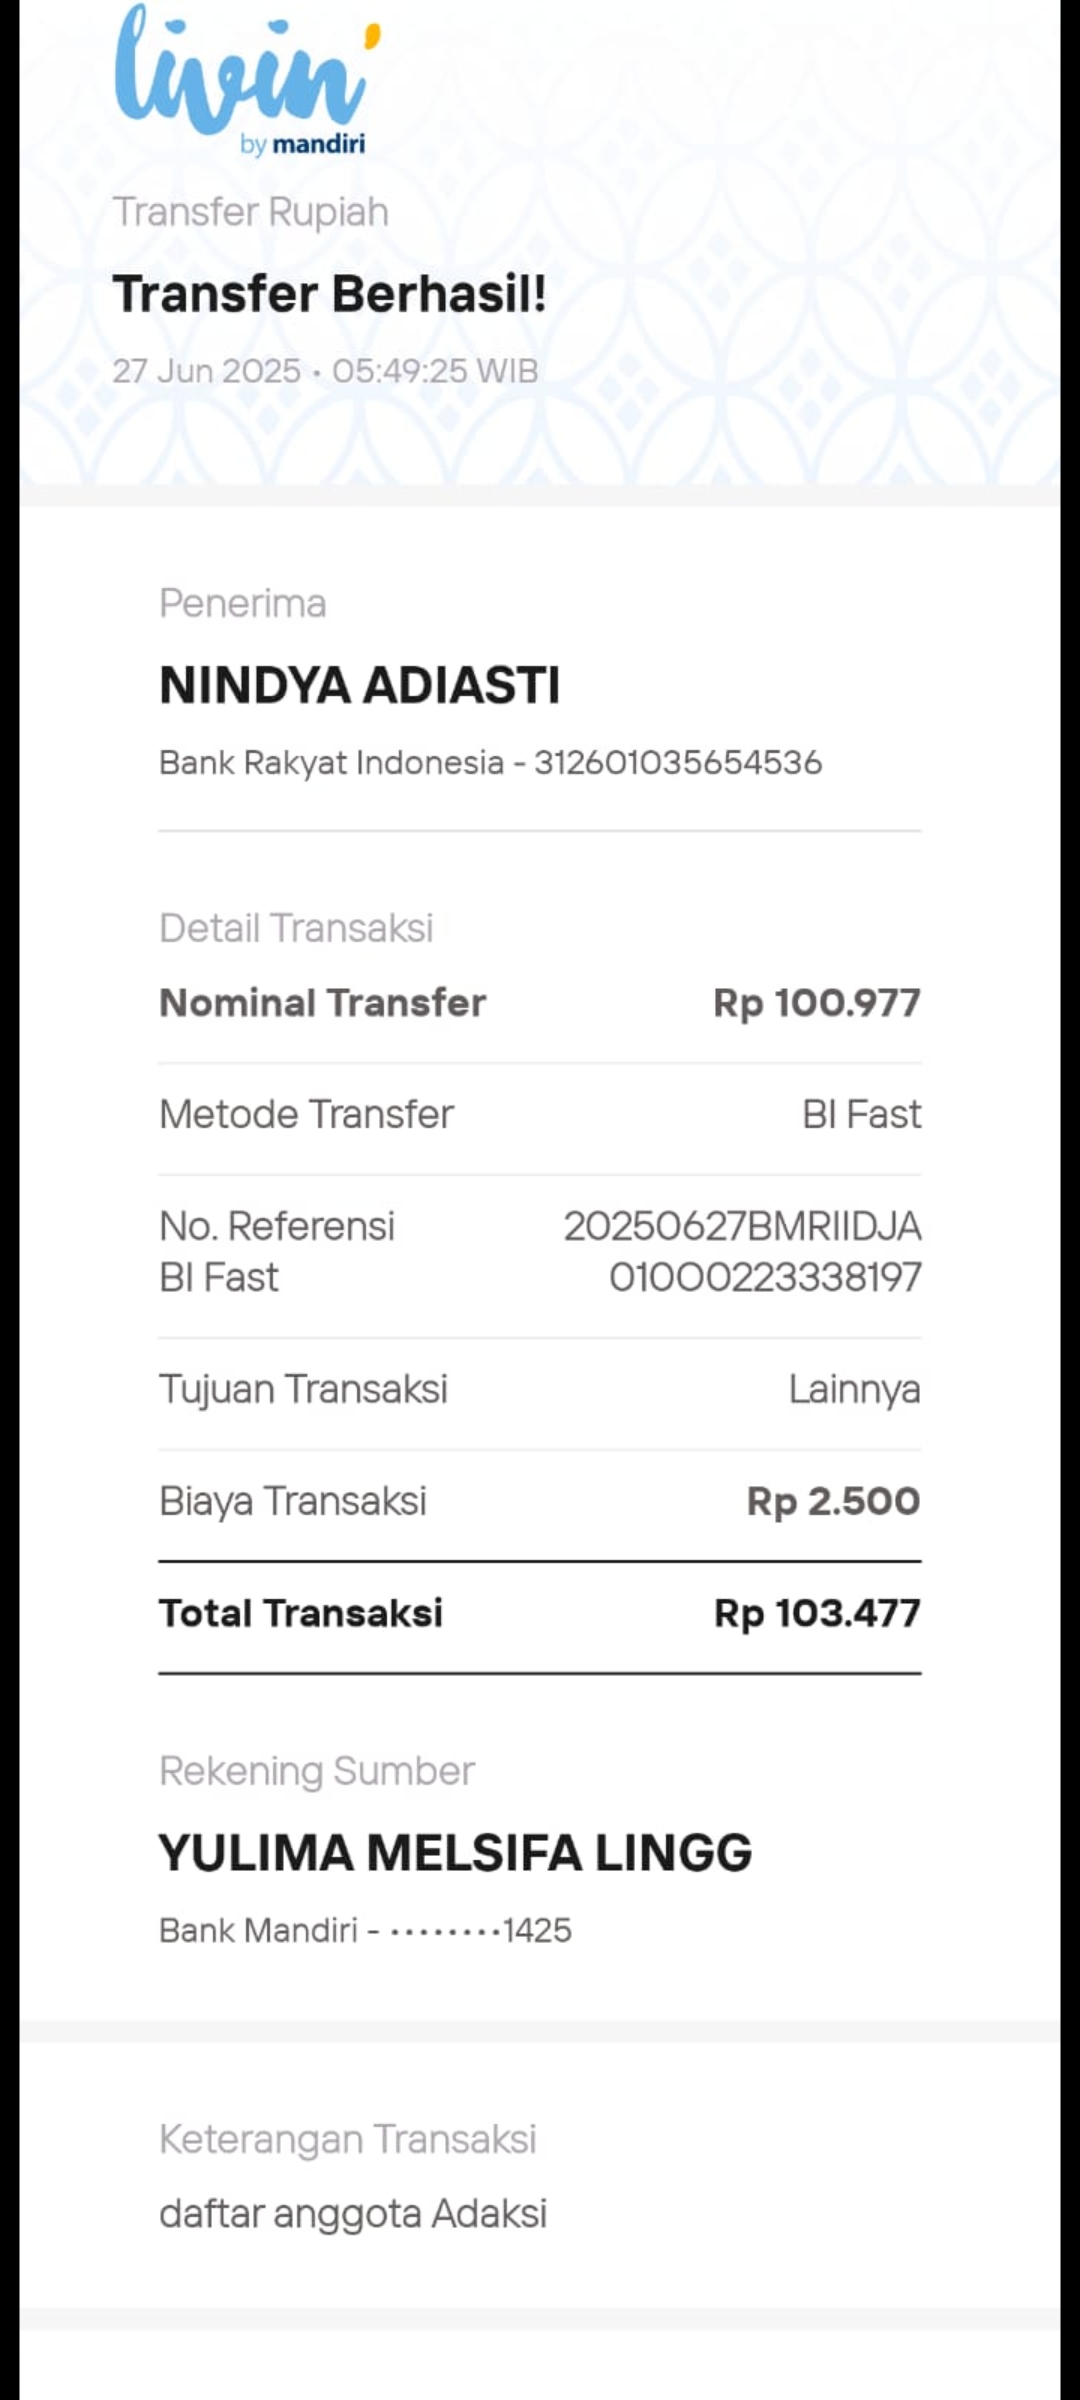 livin'
by mandiri
Transfer Rupiah
Transfer Berhasil!
27 Jun 2025 • 05:49:25 WIB
Penerima
NINDYA ADIASTI
Bank Rakyat Indonesia - 312601035654536
Detail Transaksi
Nominal Transfer Rp 100.977
Metode Transfer BI Fast
No. Referensi 20250627BMRIIDJA
BI Fast 01000223338197
Tujuan Transaksi Lainnya
Biaya Transaksi Rp 2.500
Total Transaksi Rp 103.477
Rekening Sumber
YULIMA MELSIFA LINGG
Bank Mandiri - ••••••••1425
Keterangan Transaksi
daftar anggota Adaksi